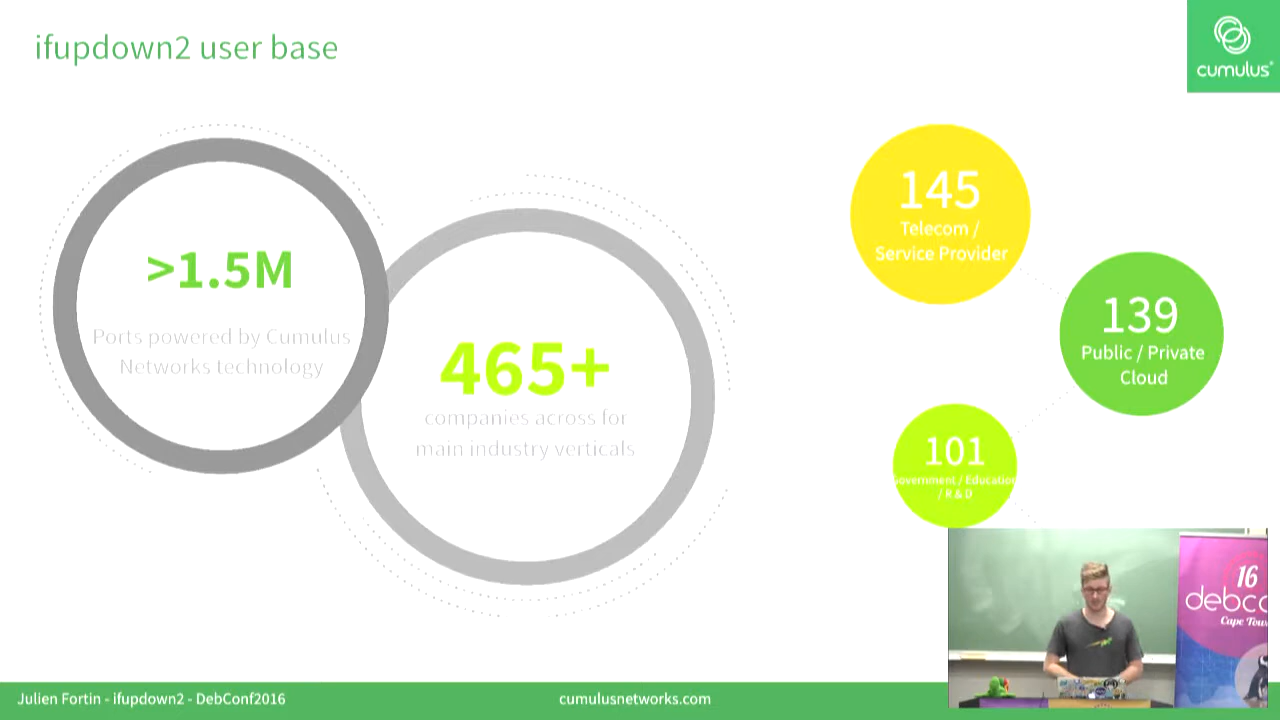 ifupdown2 user base
cumulus
>1.5M
Ports powered by Cumulus
Networks technology
465+
companies across for
main industry verticals
145
Telecom /
Service Provider
139
Public / Private
Cloud
101
Government / Education
/ R & D
16
debco
Cape Tow
Julien Fortin - ifupdown2 - DebConf2016
cumulusnetworks.com